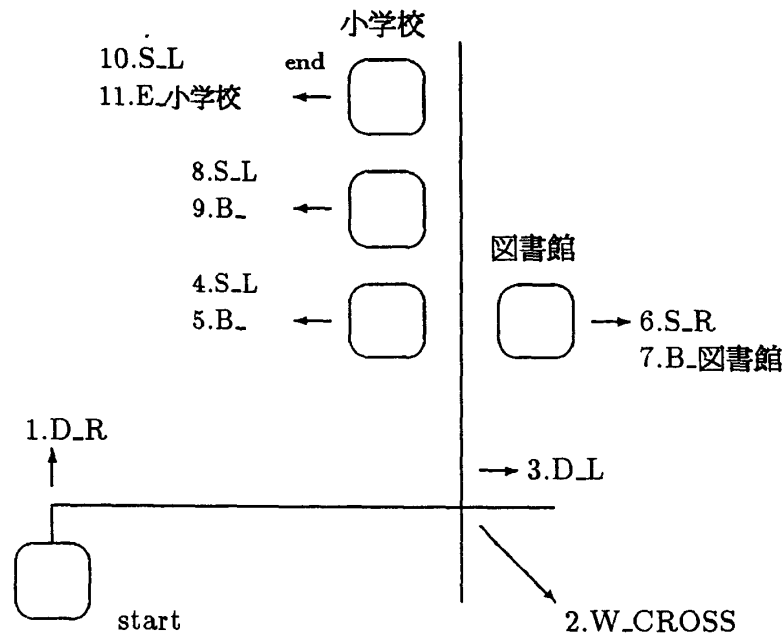 小学校
10.S_L
end
11.E_小学校
8.S_L
9.B_
図書館
4.S_L
5.B_
6.S_R
7.B_図書館
1.D_R
3.D_L
start
2.W_CROSS